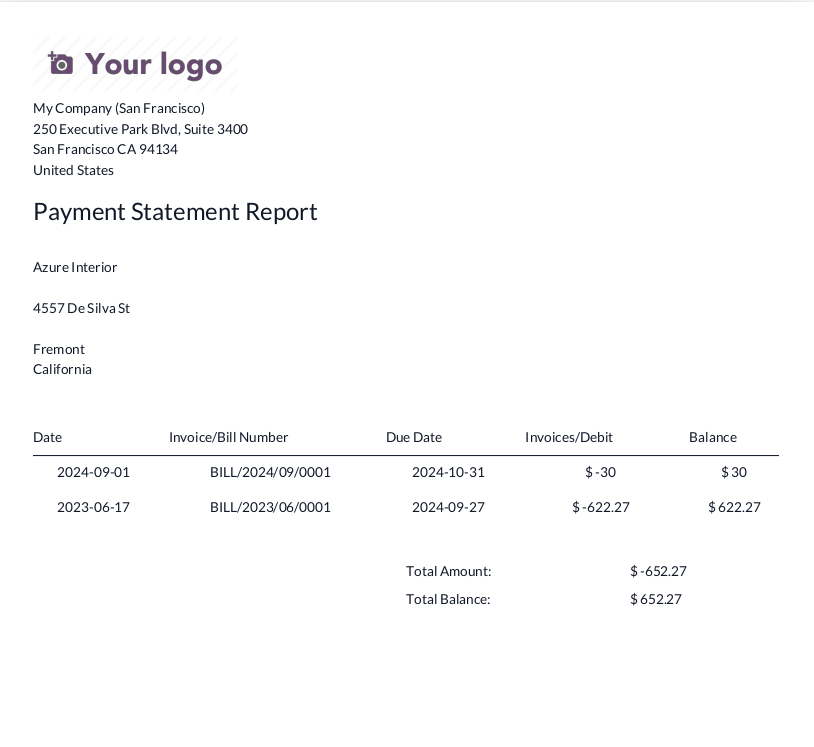 Your logo
My Company (San Francisco)
250 Executive Park Blvd, Suite 3400
San Francisco CA 94134
United States
Payment Statement Report
Azure Interior
4557 De Silva St
Fremont
California
Date Invoice/Bill Number Due Date Invoices/Debit Balance
2024-09-01 BILL/2024/09/0001 2024-10-31 $ -30 $ 30
2023-06-17 BILL/2023/06/0001 2024-09-27 $ -622.27 $ 622.27
Total Amount: $ -652.27
Total Balance: $ 652.27